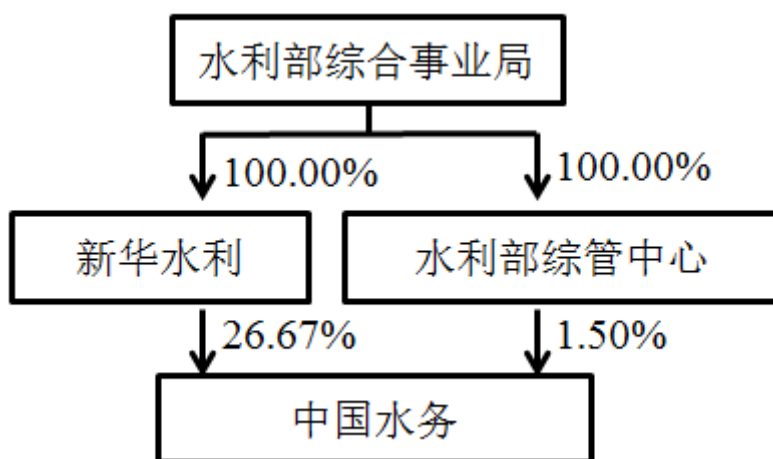 水利部综合事业局
100.00% 100.00%
新华水利 水利部综管中心
26.67% 1.50%
中国水务